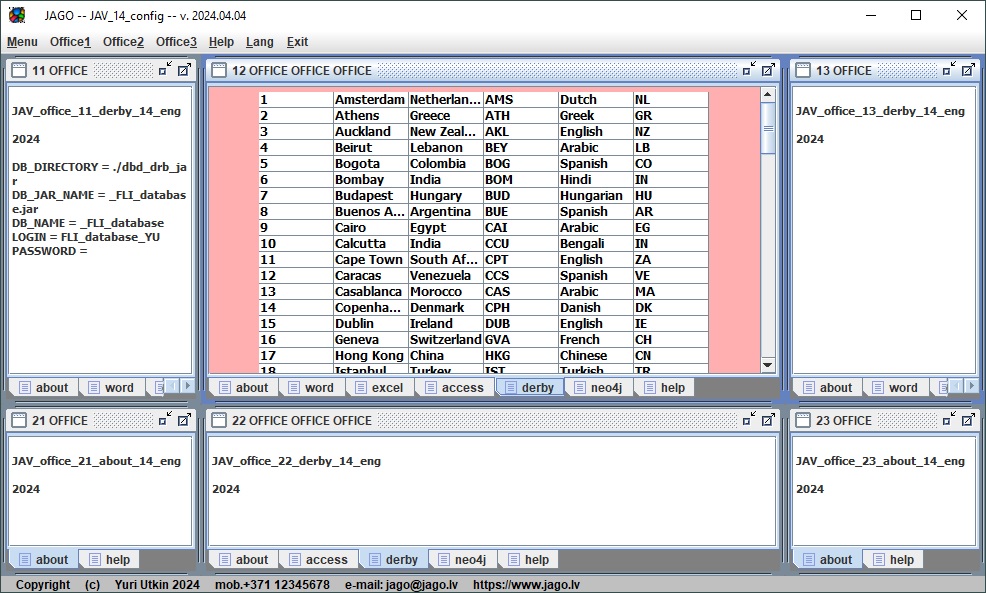 JAGO -- JAV_14_config -- v. 2024.04.04
Menu Office1 Office2 Office3 Help Lang Exit
11 OFFICE
JAV_office_11_derby_14_eng
2024
DB_DIRECTORY = ./dbd_drb_ja
r
DB_JAR_NAME = _FLI_databas
e.jar
DB_NAME = _FLI_database
LOGIN = FLI_database_YU
PASSWORD =
about word
12 OFFICE OFFICE OFFICE
1 Amsterdam Netherlan... AMS Dutch NL
2 Athens Greece ATH Greek GR
3 Auckland New Zeal... AKL English NZ
4 Beirut Lebanon BEY Arabic LB
5 Bogota Colombia BOG Spanish CO
6 Bombay India BOM Hindi IN
7 Budapest Hungary BUD Hungarian HU
8 Buenos A... Argentina BUE Spanish AR
9 Cairo Egypt CAI Arabic EG
10 Calcutta India CCU Bengali IN
11 Cape Town South Af... CPT English ZA
12 Caracas Venezuela CCS Spanish VE
13 Casablanca Morocco CAS Arabic MA
14 Copenha... Denmark CPH Danish DK
15 Dublin Ireland DUB English IE
16 Geneva Switzerland GVA French CH
17 Hong Kong China HKG Chinese CN
18 Istanbul Turkey IST Turkish TR
about word excel access derby neo4j help
13 OFFICE
JAV_office_13_derby_14_eng
2024
about word
21 OFFICE
JAV_office_21_about_14_eng
2024
about help
22 OFFICE OFFICE OFFICE
JAV_office_22_derby_14_eng
2024
about access derby neo4j help
23 OFFICE
JAV_office_23_about_14_eng
2024
about help
Copyright (c) Yuri Utkin 2024 mob.+371 12345678 e-mail: jago@jago.lv https://www.jago.lv